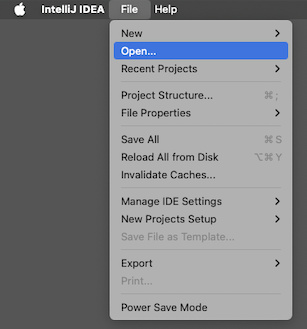 IntelliJ IDEA File Help
New
Open...
Recent Projects
Project Structure... ⌘ ;
File Properties
Save All ⌘ S
Reload All from Disk ⌥⌘ Y
Invalidate Caches...
Manage IDE Settings
New Projects Setup
Save File as Template...
Export
Print...
Power Save Mode